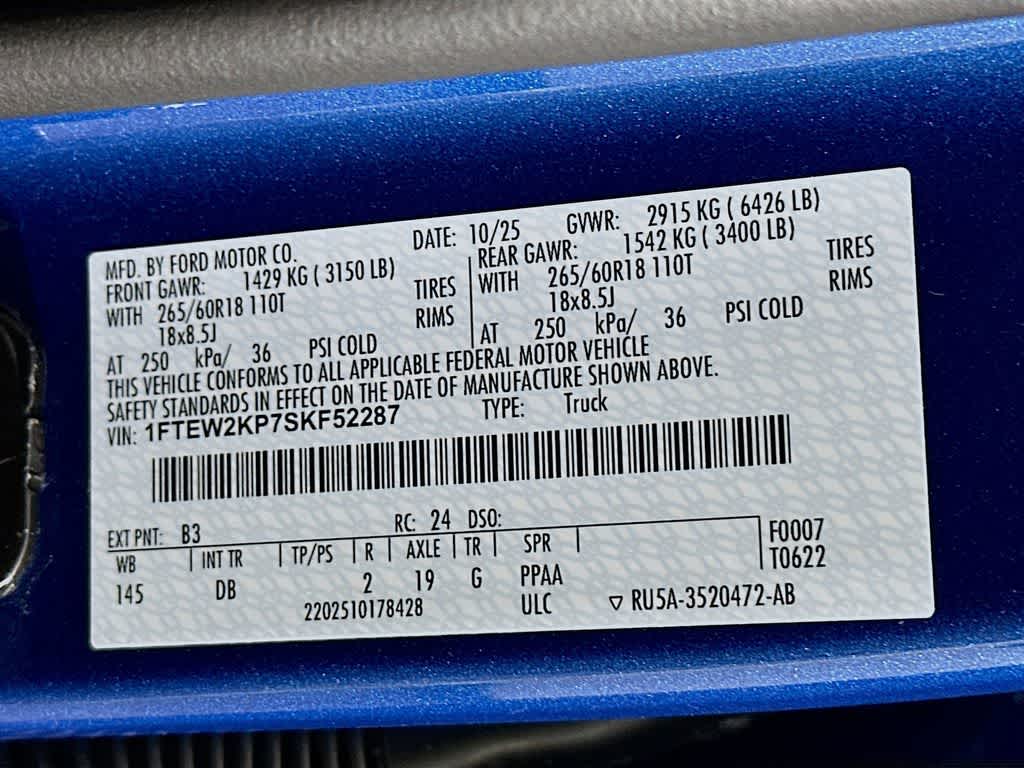 MFD. BY FORD MOTOR CO. DATE: 10/25 GVWR: 2915 KG ( 6426 LB)
FRONT GAWR: 1429 KG ( 3150 LB) REAR GAWR: 1542 KG ( 3400 LB)
WITH 265/60R18 110T TIRES WITH 265/60R18 110T TIRES
18x8.5J RIMS 18x8.5J RIMS
AT 250 kPa/ 36 PSI COLD AT 250 kPa/ 36 PSI COLD
THIS VEHICLE CONFORMS TO ALL APPLICABLE FEDERAL MOTOR VEHICLE
SAFETY STANDARDS IN EFFECT ON THE DATE OF MANUFACTURE SHOWN ABOVE.
VIN: 1FTEW2KP7SKF52287 TYPE: Truck
EXT PNT: B3 RC: 24 DSO: F0007
WB INT TR TP/PS R AXLE TR SPR T0622
145 DB 2 19 G PPAA
2202510178428 ULC ▽ RU5A-3520472-AB